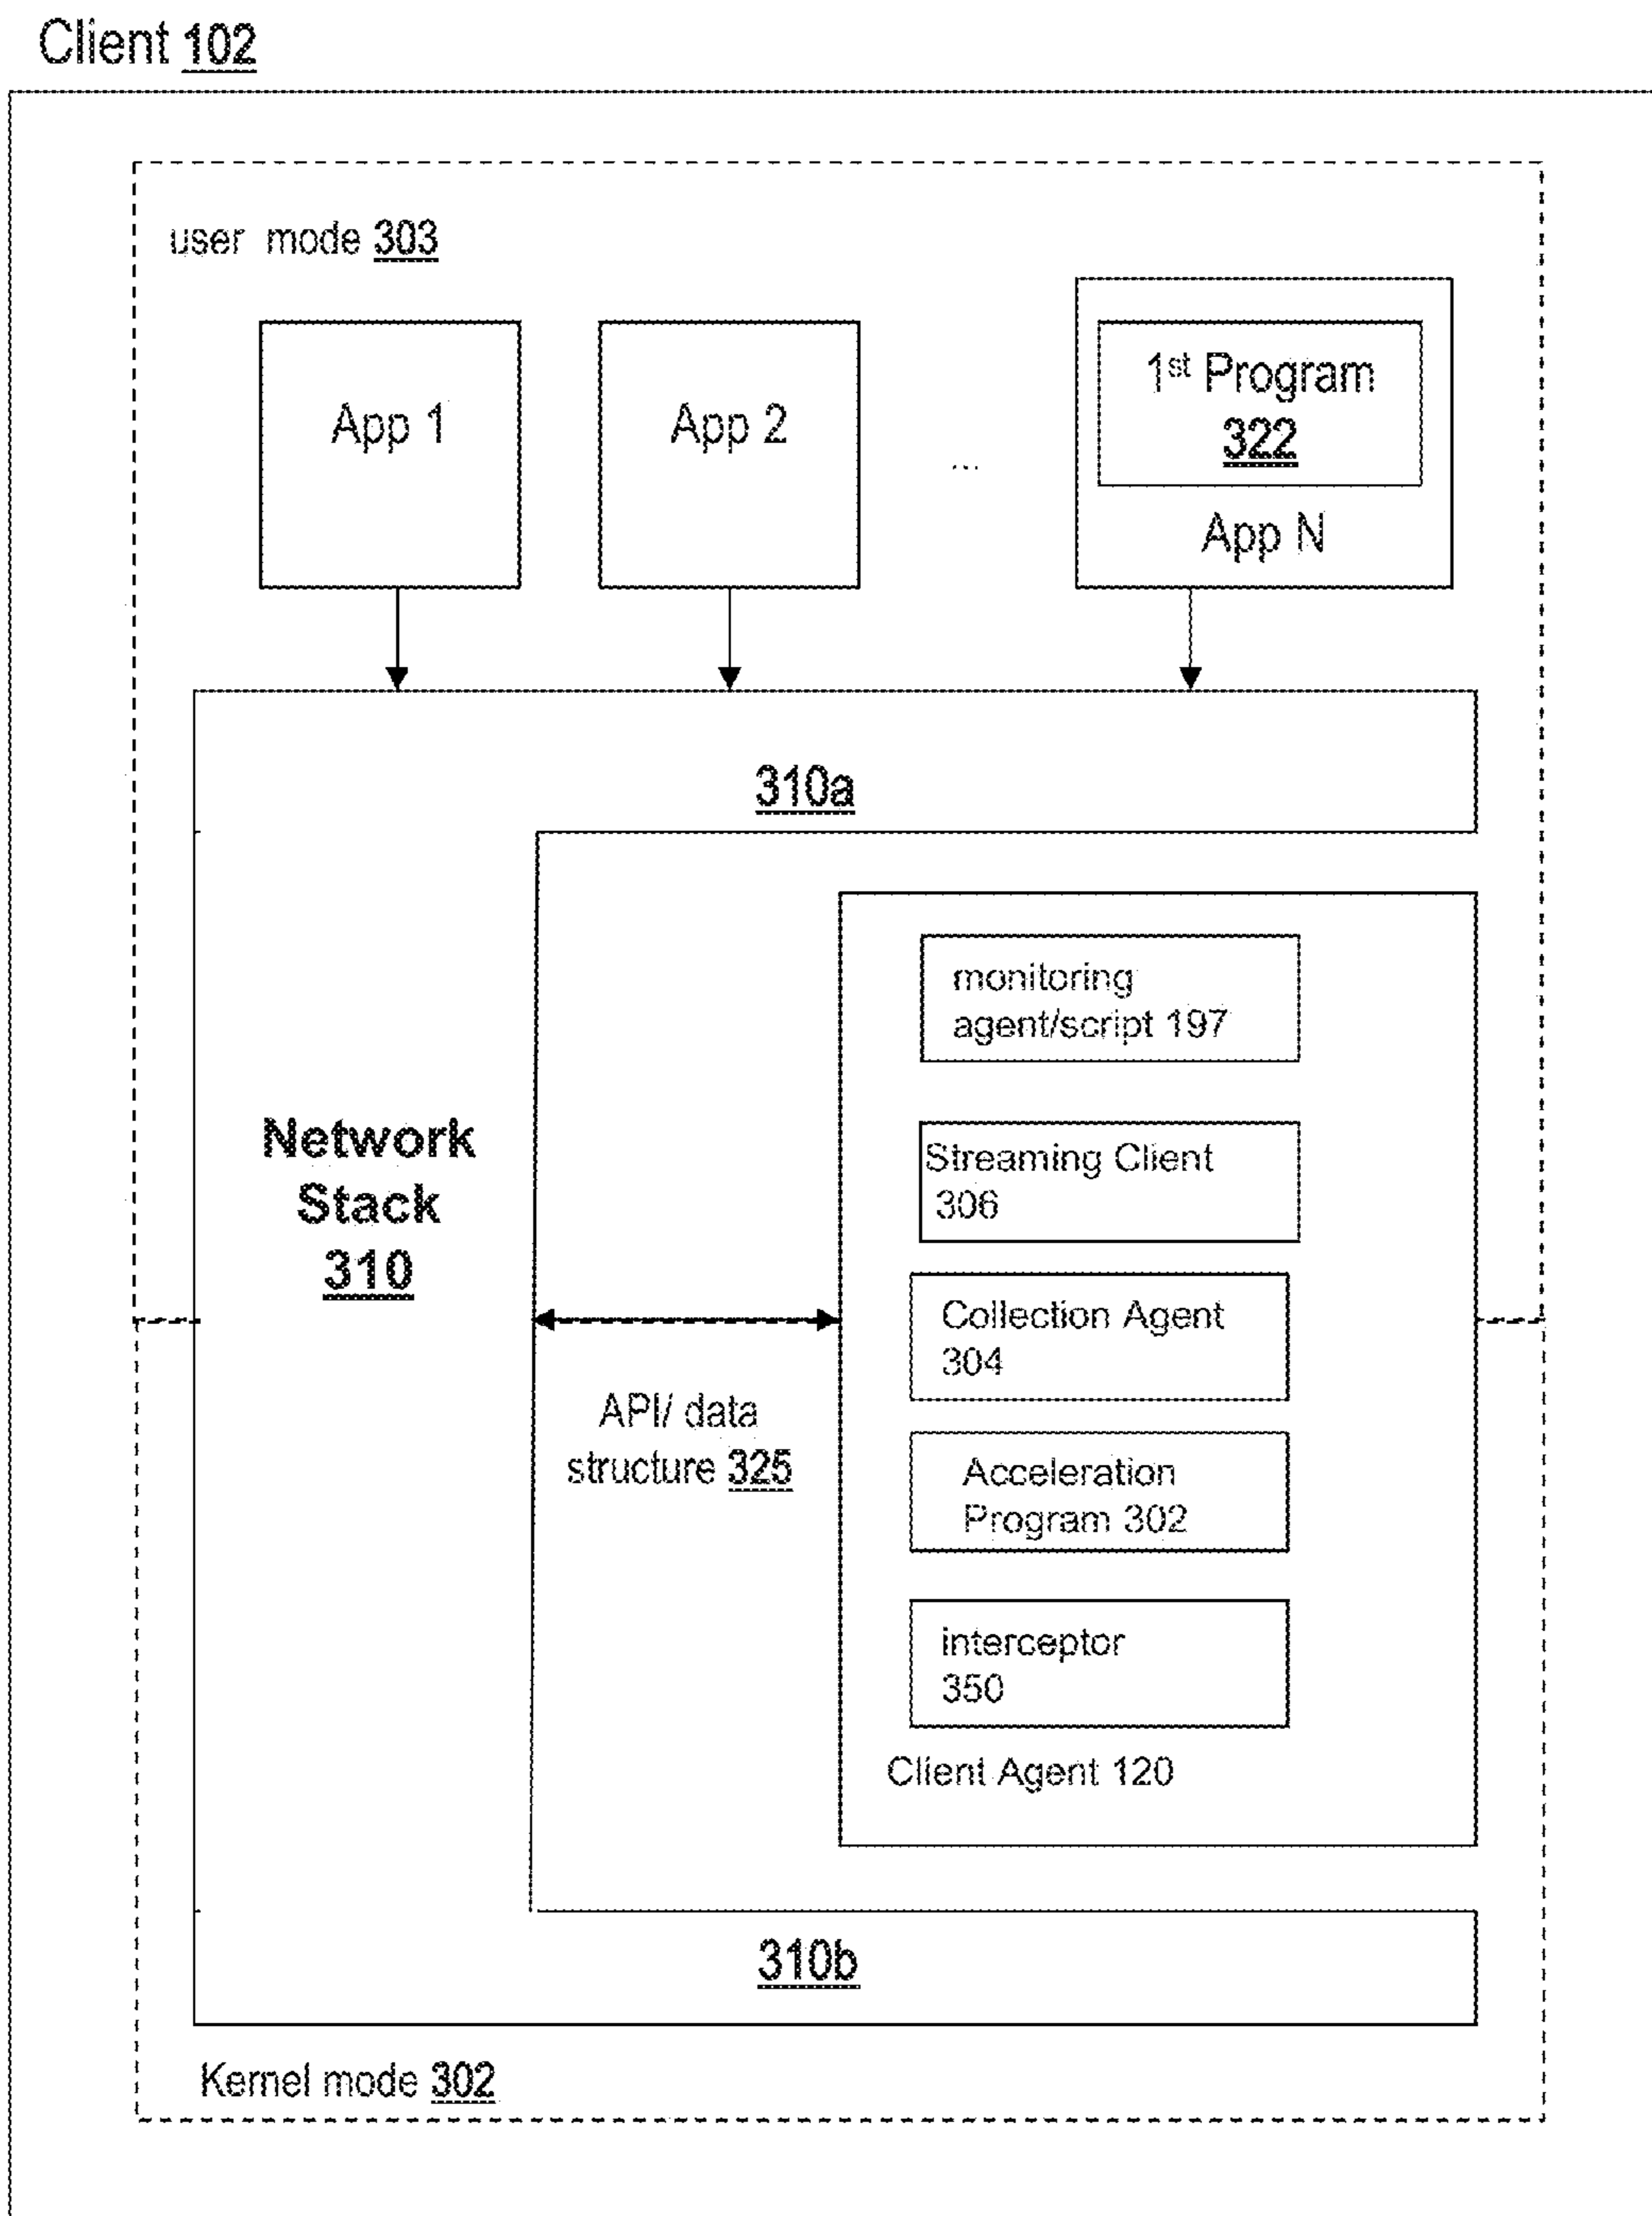 Client 102
user mode 303
App 1
App 2
...
1st Program
322
App N
310a
monitoring
agent/script 197
Streaming Client
306
Network
Stack
310
Collection Agent
304
API/ data
structure 325
Acceleration
Program 302
interceptor
350
Client Agent 120
310b
Kernel mode 302